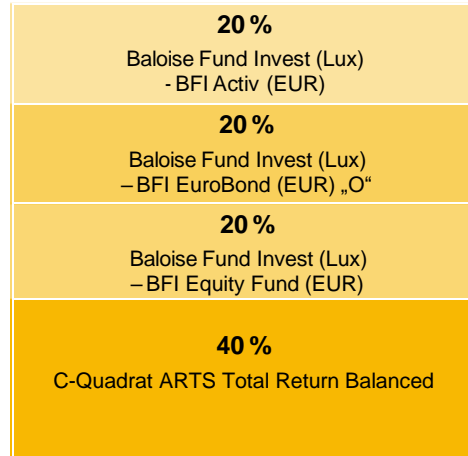 20 %
Baloise Fund Invest (Lux)
- BFI Activ (EUR)
20 %
Baloise Fund Invest (Lux)
– BFI EuroBond (EUR) „O“
20 %
Baloise Fund Invest (Lux)
– BFI Equity Fund (EUR)
40 %
C-Quadrat ARTS Total Return Balanced